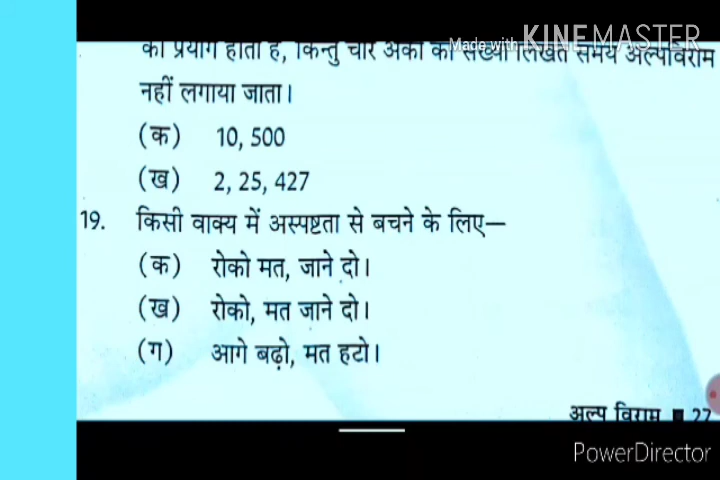 Made with KINEMASTER
का प्रयोग होता है, किन्तु चार अंकों की संख्या लिखते समय अल्पविराम
नहीं लगाया जाता।
(क) 10, 500
(ख) 2, 25, 427
19. किसी वाक्य में अस्पष्टता से बचने के लिए—
(क) रोको मत, जाने दो।
(ख) रोको, मत जाने दो।
(ग) आगे बढ़ो, मत हटो।
अल्प विराम ■ 27
PowerDirector